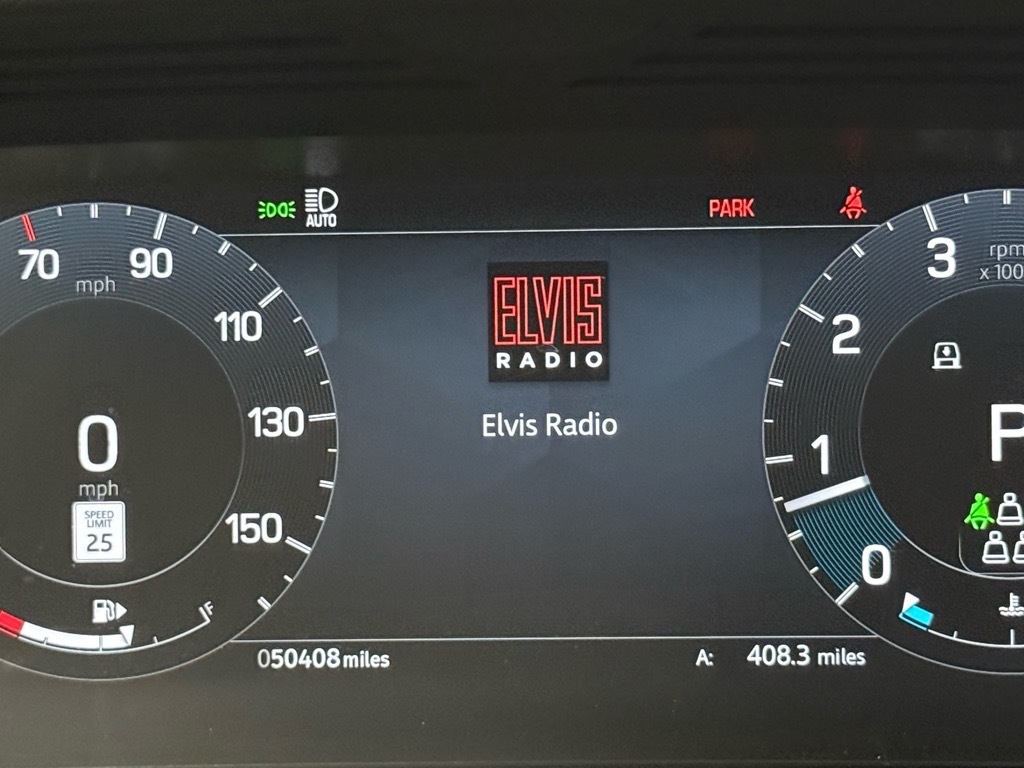 AUTO
PARK
70
90
mph
110
130
150
0
mph
SPEED
LIMIT
25
F
ELVIS
RADIO
Elvis Radio
3
rpm
x 100
2
1
0
P
050408 miles
A: 408.3 miles